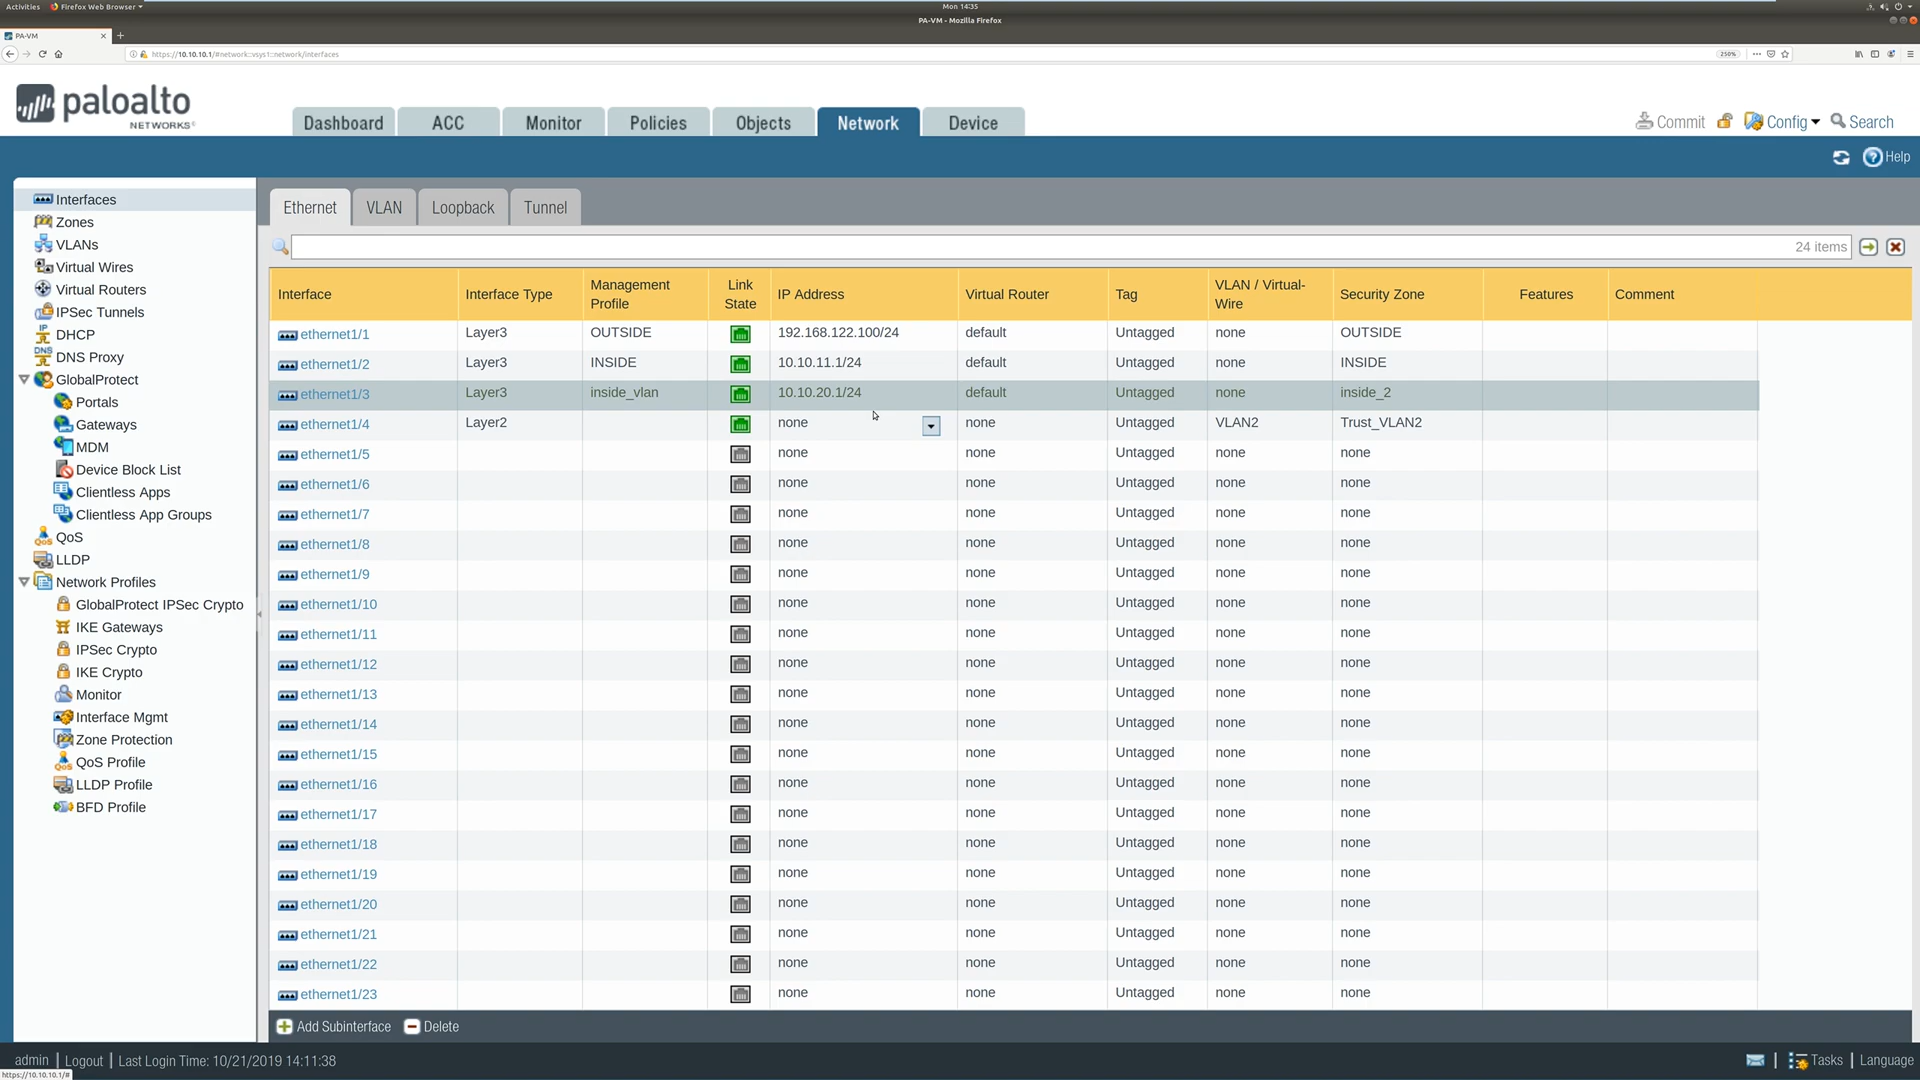 Activities Firefox Web Browser Mon 14:35
PA-VM - Mozilla Firefox
PA-VM
https://10.10.10.1/#network::vsys1::network/interfaces 250%
paloalto
NETWORKS
Dashboard ACC Monitor Policies Objects Network Device
Commit Config Search
Help
Interfaces
Zones
VLANs
Virtual Wires
Virtual Routers
IPSec Tunnels
DHCP
DNS Proxy
GlobalProtect
Portals
Gateways
MDM
Device Block List
Clientless Apps
Clientless App Groups
QoS
LLDP
Network Profiles
GlobalProtect IPSec Crypto
IKE Gateways
IPSec Crypto
IKE Crypto
Monitor
Interface Mgmt
Zone Protection
QoS Profile
LLDP Profile
BFD Profile
Ethernet VLAN Loopback Tunnel
24 items
Interface Interface Type Management Profile Link State IP Address Virtual Router Tag VLAN / Virtual-Wire Security Zone Features Comment
ethernet1/1 Layer3 OUTSIDE 192.168.122.100/24 default Untagged none OUTSIDE
ethernet1/2 Layer3 INSIDE 10.10.11.1/24 default Untagged none INSIDE
ethernet1/3 Layer3 inside_vlan 10.10.20.1/24 default Untagged none inside_2
ethernet1/4 Layer2 none none Untagged VLAN2 Trust_VLAN2
ethernet1/5 none none Untagged none none
ethernet1/6 none none Untagged none none
ethernet1/7 none none Untagged none none
ethernet1/8 none none Untagged none none
ethernet1/9 none none Untagged none none
ethernet1/10 none none Untagged none none
ethernet1/11 none none Untagged none none
ethernet1/12 none none Untagged none none
ethernet1/13 none none Untagged none none
ethernet1/14 none none Untagged none none
ethernet1/15 none none Untagged none none
ethernet1/16 none none Untagged none none
ethernet1/17 none none Untagged none none
ethernet1/18 none none Untagged none none
ethernet1/19 none none Untagged none none
ethernet1/20 none none Untagged none none
ethernet1/21 none none Untagged none none
ethernet1/22 none none Untagged none none
ethernet1/23 none none Untagged none none
Add Subinterface Delete
admin | Logout | Last Login Time: 10/21/2019 14:11:38 | Tasks | Language
https://10.10.10.1/#